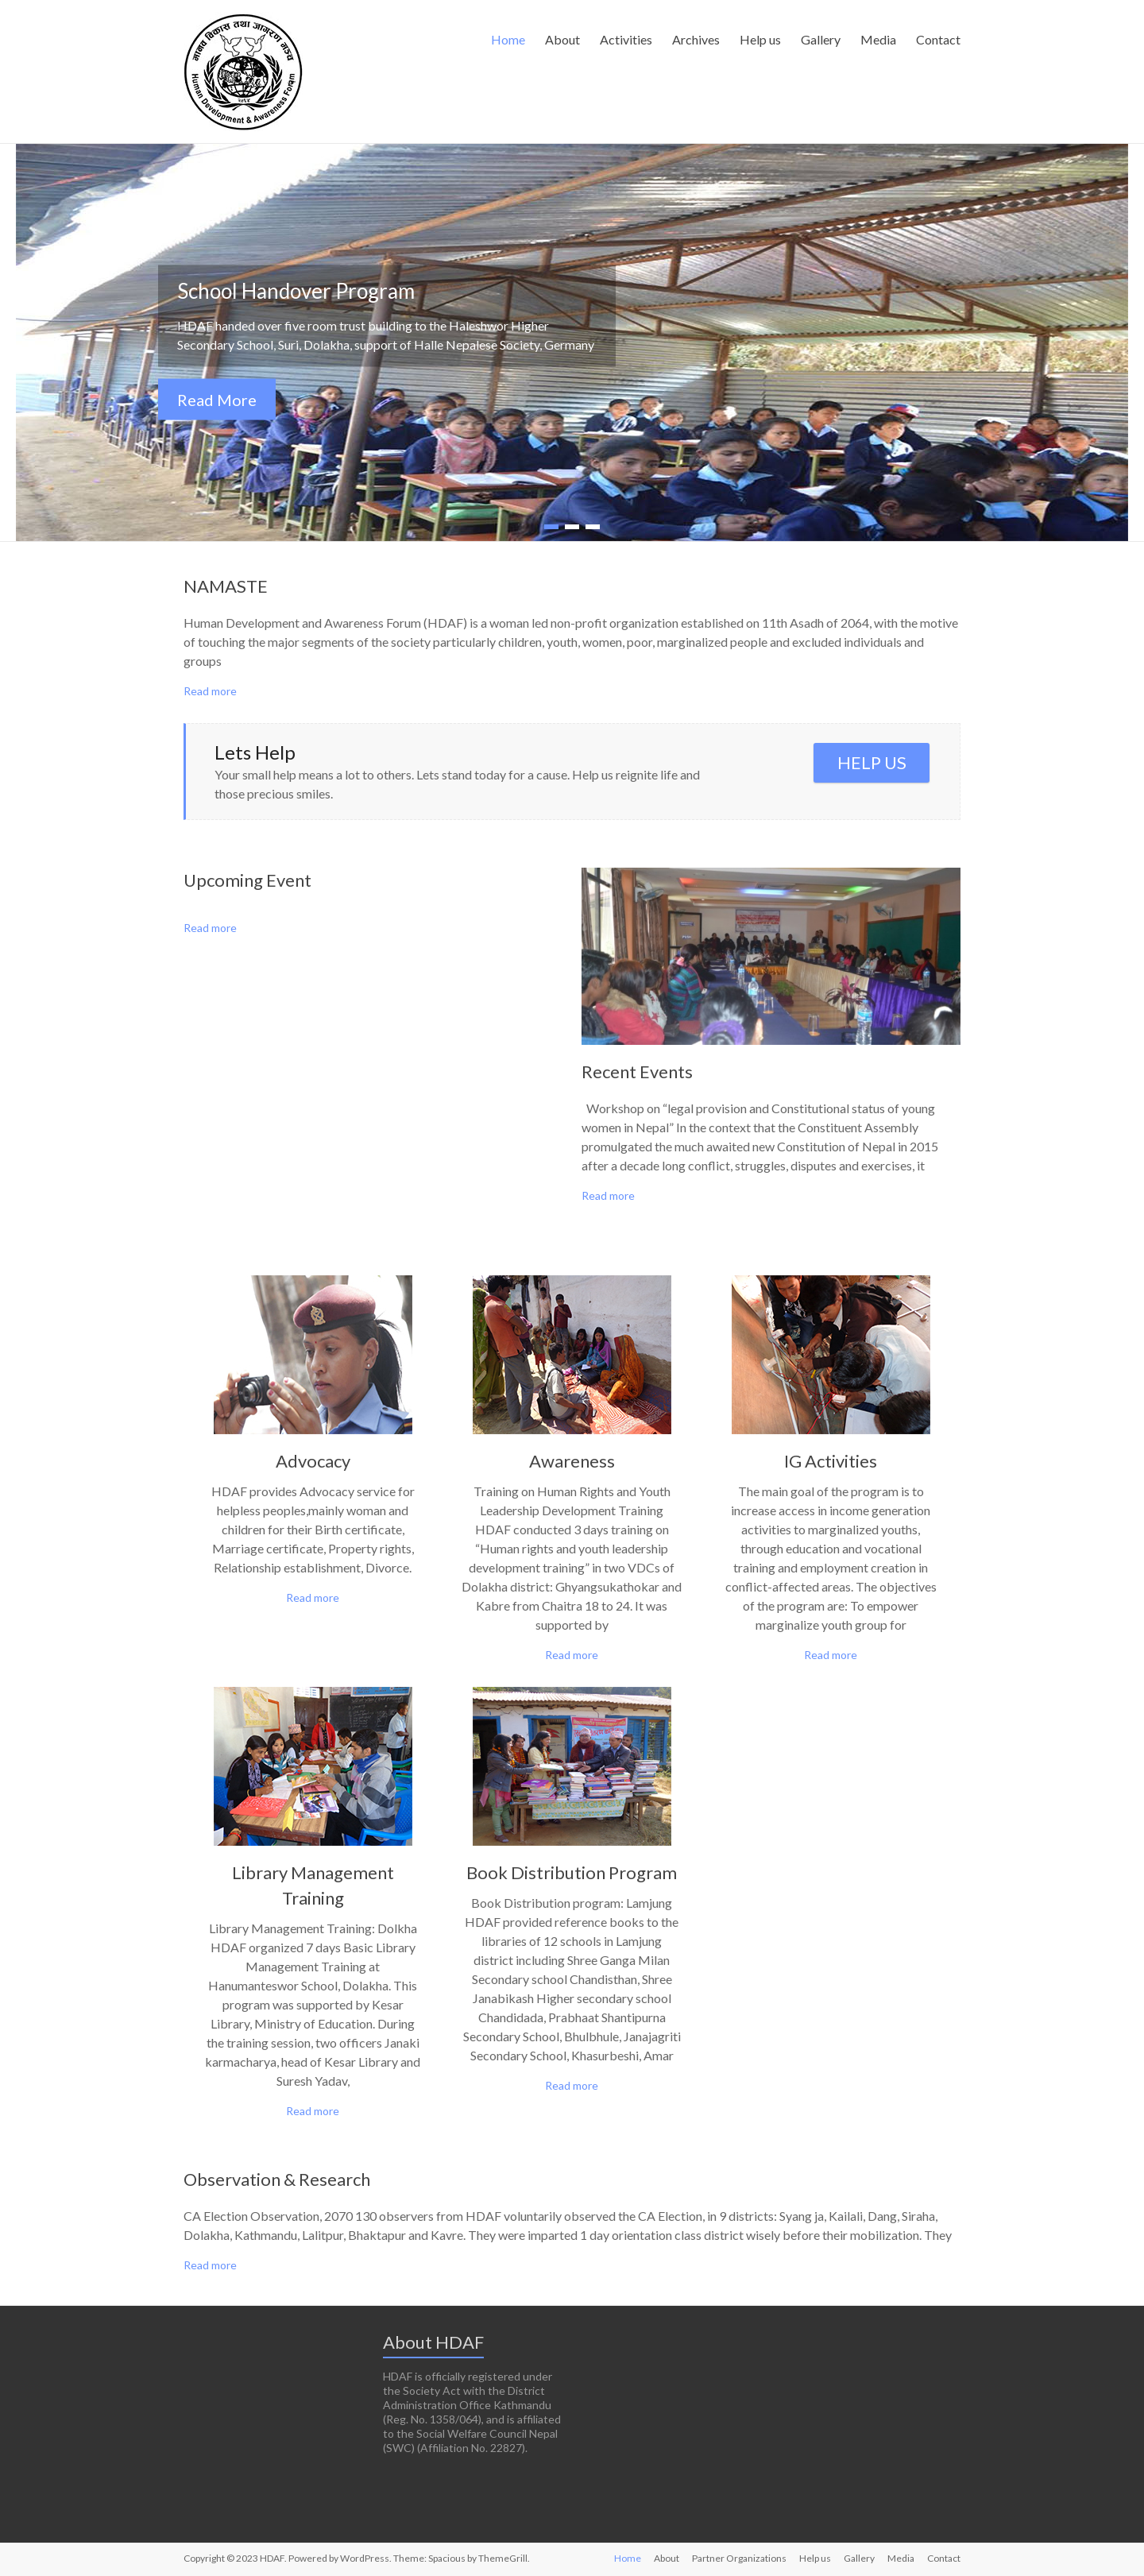 मानव विकास तथा जागरण मञ्च
Human Development & Awareness Forum
Home About Activities Archives Help us Gallery Media Contact
School Handover Program
HDAF handed over five room trust building to the Haleshwor Higher
Secondary School, Suri, Dolakha, support of Halle Nepalese Society, Germany
Read More
NAMASTE
Human Development and Awareness Forum (HDAF) is a woman led non-profit organization established on 11th Asadh of 2064, with the motive
of touching the major segments of the society particularly children, youth, women, poor, marginalized people and excluded individuals and
groups
Read more
Lets Help
Your small help means a lot to others. Lets stand today for a cause. Help us reignite life and
those precious smiles.
HELP US
Upcoming Event
Read more
Recent Events
Workshop on “legal provision and Constitutional status of young
women in Nepal” In the context that the Constituent Assembly
promulgated the much awaited new Constitution of Nepal in 2015
after a decade long conflict, struggles, disputes and exercises, it
Read more
Advocacy
HDAF provides Advocacy service for
helpless peoples,mainly woman and
children for their Birth certificate,
Marriage certificate, Property rights,
Relationship establishment, Divorce.
Read more
Awareness
Training on Human Rights and Youth
Leadership Development Training
HDAF conducted 3 days training on
“Human rights and youth leadership
development training” in two VDCs of
Dolakha district: Ghyangsukathokar and
Kabre from Chaitra 18 to 24. It was
supported by
Read more
IG Activities
The main goal of the program is to
increase access in income generation
activities to marginalized youths,
through education and vocational
training and employment creation in
conflict-affected areas. The objectives
of the program are: To empower
marginalize youth group for
Read more
Library Management
Training
Library Management Training: Dolkha
HDAF organized 7 days Basic Library
Management Training at
Hanumanteswor School, Dolakha. This
program was supported by Kesar
Library, Ministry of Education. During
the training session, two officers Janaki
karmacharya, head of Kesar Library and
Suresh Yadav,
Read more
Book Distribution Program
Book Distribution program: Lamjung
HDAF provided reference books to the
libraries of 12 schools in Lamjung
district including Shree Ganga Milan
Secondary school Chandisthan, Shree
Janabikash Higher secondary school
Chandidada, Prabhaat Shantipurna
Secondary School, Bhulbhule, Janajagriti
Secondary School, Khasurbeshi, Amar
Read more
Observation & Research
CA Election Observation, 2070 130 observers from HDAF voluntarily observed the CA Election, in 9 districts: Syang ja, Kailali, Dang, Siraha,
Dolakha, Kathmandu, Lalitpur, Bhaktapur and Kavre. They were imparted 1 day orientation class district wisely before their mobilization. They
Read more
About HDAF
HDAF is officially registered under
the Society Act with the District
Administration Office Kathmandu
(Reg. No. 1358/064), and is affiliated
to the Social Welfare Council Nepal
(SWC) (Affiliation No. 22827).
Copyright © 2023 HDAF. Powered by WordPress. Theme: Spacious by ThemeGrill.
Home About Partner Organizations Help us Gallery Media Contact